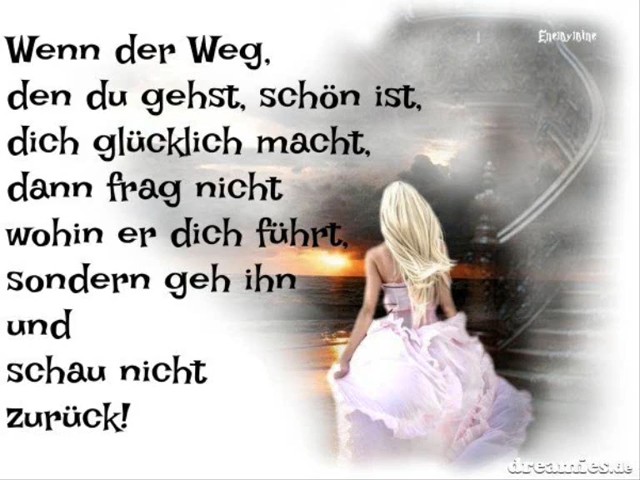 Enemymine
Wenn der Weg,
den du gehst, schön ist,
dich glücklich macht,
dann frag nicht
wohin er dich führt,
sondern geh ihn
und
schau nicht
zurück!
dreamies.de